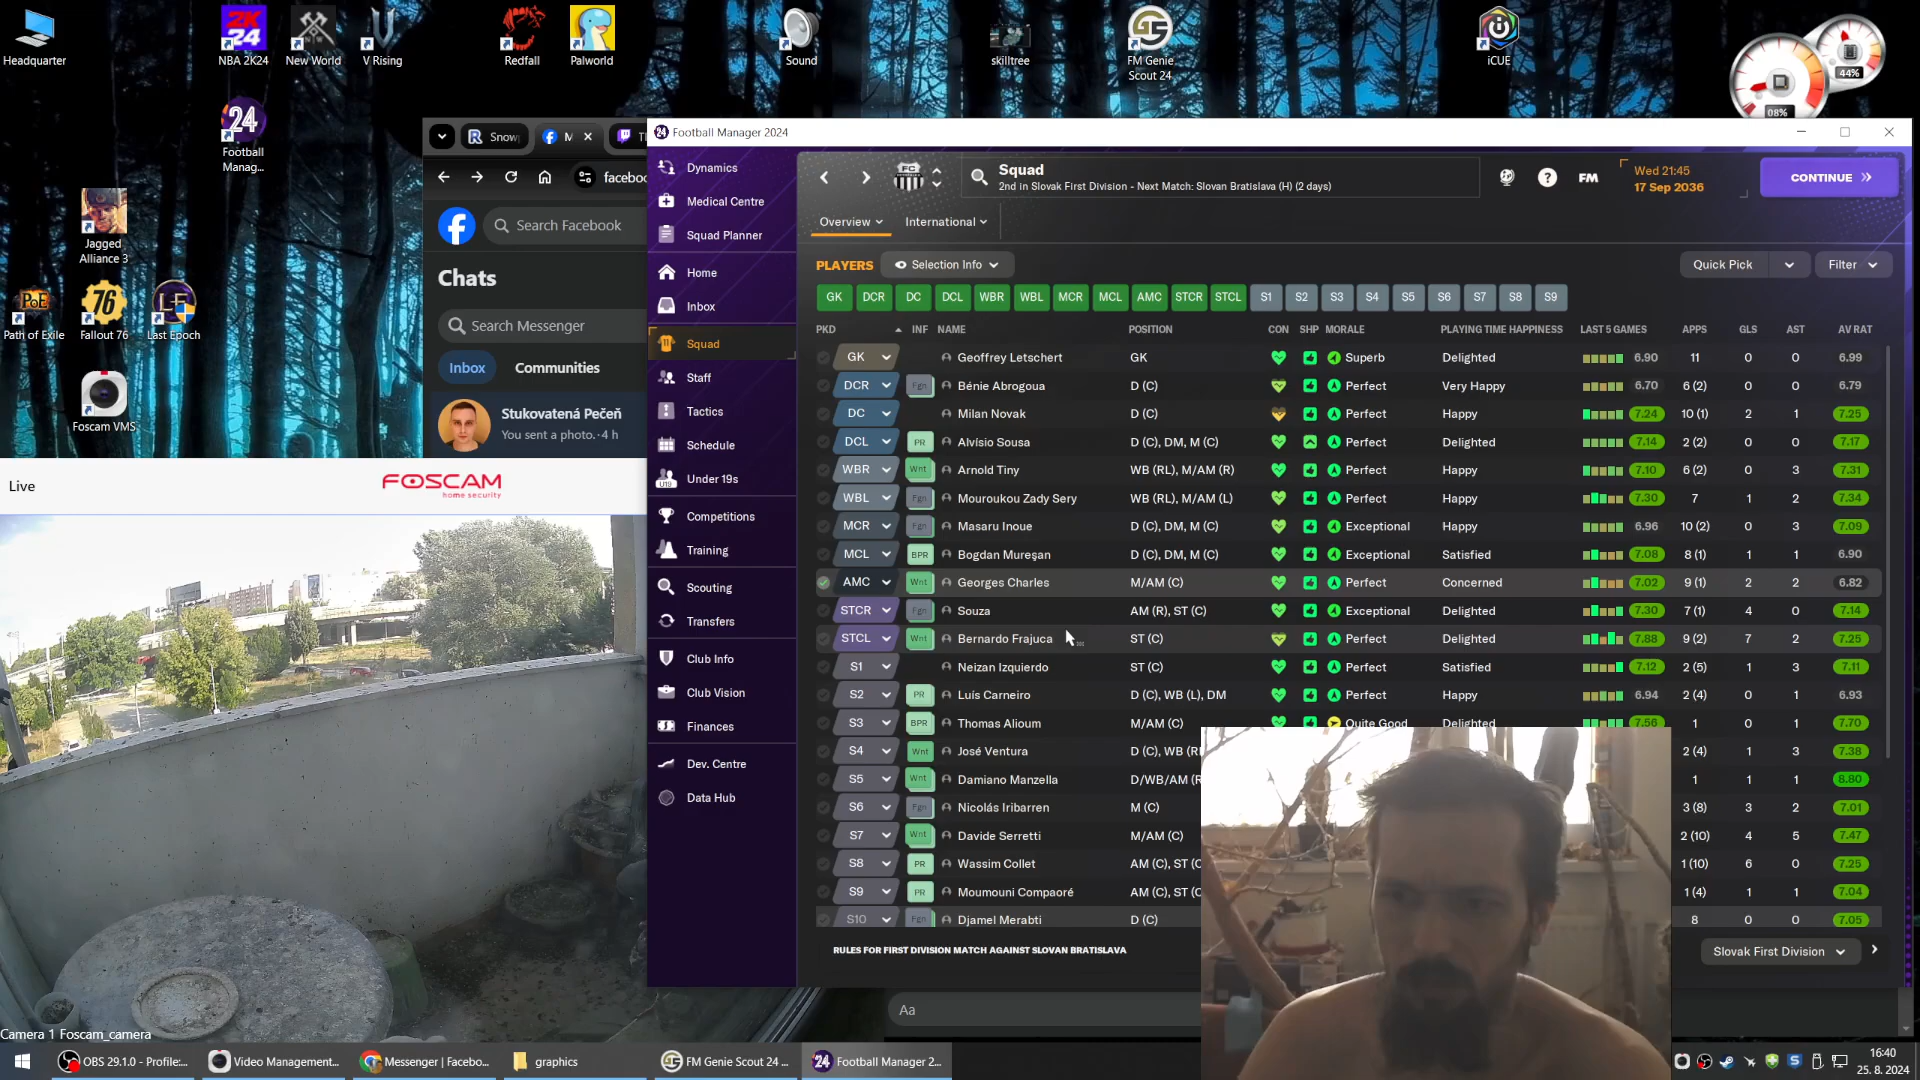 Headquarter
NBA 2K24
New World
V Rising
Redfall
Palworld
Sound
skilltree
FM Genie
Scout 24
iCUE
44%
08%
Football
Manag...
Jagged
Alliance 3
Path of Exile
Fallout 76
Last Epoch
Foscam VMS
Snow
M
facebo
Search Facebook
Chats
Search Messenger
Inbox
Communities
Stukovatená Pečeň
You sent a photo. · 4 h
Live
FOSCAM
home security
Camera 1 Foscam_camera
Football Manager 2024
Dynamics
Medical Centre
Squad Planner
Home
Inbox
Squad
Staff
Tactics
Schedule
Under 19s
Competitions
Training
Scouting
Transfers
Club Info
Club Vision
Finances
Dev. Centre
Data Hub
Squad
2nd in Slovak First Division - Next Match: Slovan Bratislava (H) (2 days)
FM
Wed 21:45
17 Sep 2036
CONTINUE
Overview
International
PLAYERS
Selection Info
Quick Pick
Filter
GK DCR DC DCL WBR WBL MCR MCL AMC STCR STCL S1 S2 S3 S4 S5 S6 S7 S8 S9
PKD INF NAME POSITION CON SHP MORALE PLAYING TIME HAPPINESS LAST 5 GAMES APPS GLS AST AV RAT
GK Geoffrey Letschert GK Superb Delighted 6.90 11 0 0 6.99
DCR Fgn Bénie Abrogoua D (C) Perfect Very Happy 6.70 6 (2) 0 0 6.79
DC Milan Novak D (C) Perfect Happy 7.24 10 (1) 2 1 7.25
DCL PR Alvísio Sousa D (C), DM, M (C) Perfect Delighted 7.14 2 (2) 0 0 7.17
WBR Wnt Arnold Tiny WB (RL), M/AM (R) Perfect Happy 7.10 6 (2) 0 3 7.31
WBL Fgn Mouroukou Zady Sery WB (RL), M/AM (L) Perfect Happy 7.30 7 1 2 7.34
MCR Fgn Masaru Inoue D (C), DM, M (C) Exceptional Happy 6.96 10 (2) 0 3 7.09
MCL BPR Bogdan Mureşan D (C), DM, M (C) Exceptional Satisfied 7.08 8 (1) 1 1 6.90
AMC Wnt Georges Charles M/AM (C) Perfect Concerned 7.02 9 (1) 2 2 6.82
STCR Fgn Souza AM (R), ST (C) Exceptional Delighted 7.30 7 (1) 4 0 7.14
STCL Wnt Bernardo Frajuca ST (C) Perfect Delighted 7.88 9 (2) 7 2 7.25
S1 Neizan Izquierdo ST (C) Perfect Satisfied 7.12 2 (5) 1 3 7.11
S2 PR Luís Carneiro D (C), WB (L), DM Perfect Happy 6.94 2 (4) 0 1 6.93
S3 BPR Thomas Alioum M/AM (C) Quite Good Delighted 7.56 1 0 1 7.70
S4 Wnt José Ventura D (C), WB (R 2 (4) 1 3 7.38
S5 Wnt Damiano Manzella D/WB/AM (R 1 1 1 8.80
S6 Fgn Nicolás Iribarren M (C) 3 (8) 3 2 7.01
S7 Wnt Davide Serretti M/AM (C) 2 (10) 4 5 7.47
S8 PR Wassim Collet AM (C), ST (C 1 (10) 6 0 7.25
S9 PR Moumouni Compaoré AM (C), ST (C 1 (4) 1 1 7.04
S10 Fgn Djamel Merabti D (C) 8 0 0 7.05
RULES FOR FIRST DIVISION MATCH AGAINST SLOVAN BRATISLAVA
Slovak First Division
Aa
OBS 29.1.0 - Profile:...
Video Management...
Messenger | Facebo...
graphics
FM Genie Scout 24 ...
Football Manager 2...
16:40
25. 8. 2024